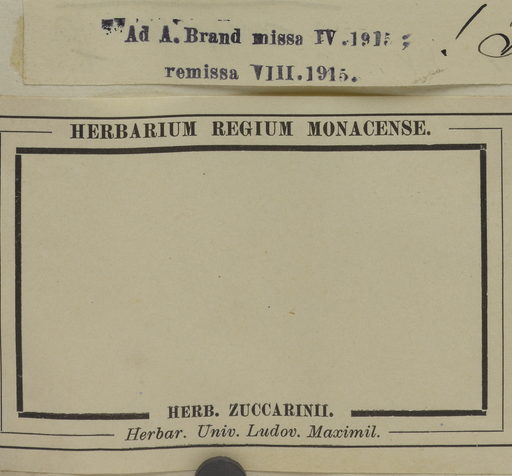 Ad A. Brand missa IV.1915 ;
remissa VIII.1915.
HERBARIUM REGIUM MONACENSE.
HERB. ZUCCARINII.
Herbar. Univ. Ludov. Maximil.